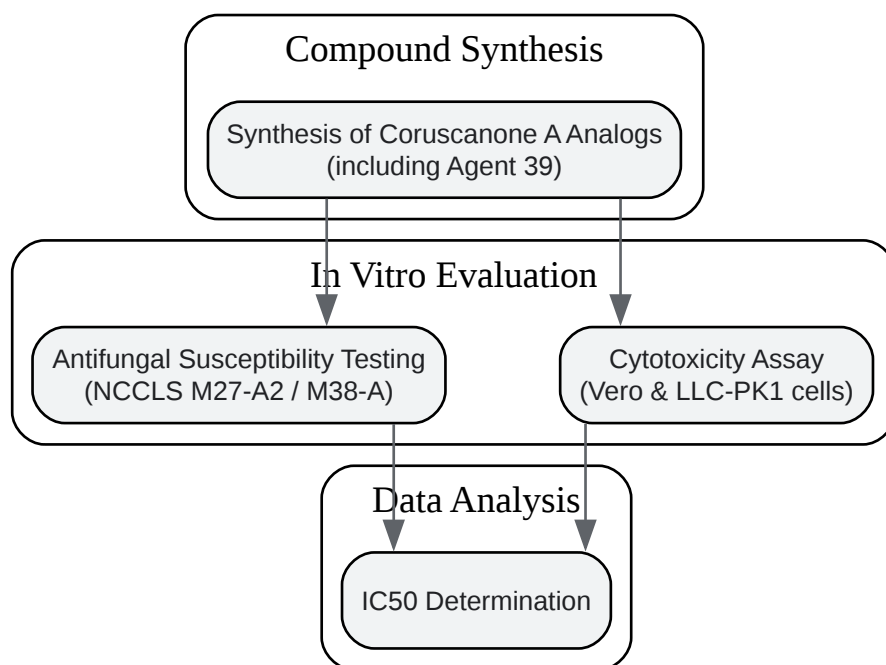 Compound Synthesis
Synthesis of Coruscanone A Analogs
(including Agent 39)
In Vitro Evaluation
Antifungal Susceptibility Testing
(NCCLS M27-A2 / M38-A)
Cytotoxicity Assay
(Vero & LLC-PK1 cells)
Data Analysis
IC50 Determination